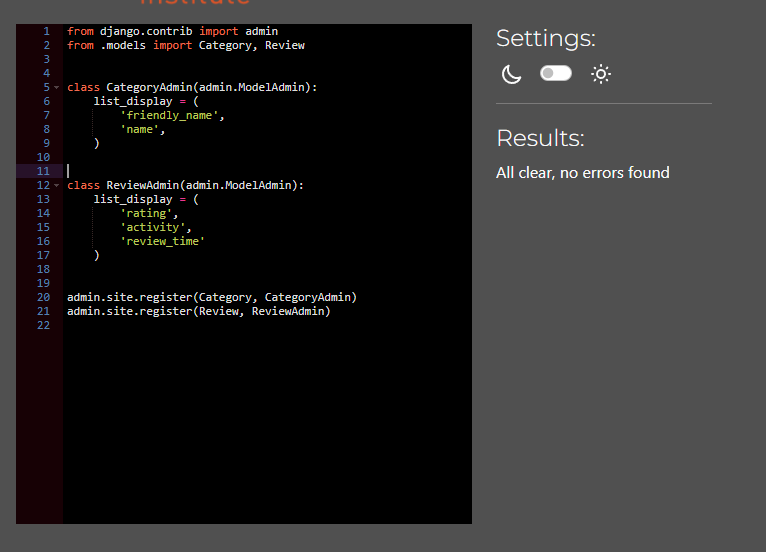 Institute
1 from django.contrib import admin
2 from .models import Category, Review
3
4
5 class CategoryAdmin(admin.ModelAdmin):
6     list_display = (
7         'friendly_name',
8         'name',
9     )
10
11
12 class ReviewAdmin(admin.ModelAdmin):
13     list_display = (
14         'rating',
15         'activity',
16         'review_time'
17     )
18
19
20 admin.site.register(Category, CategoryAdmin)
21 admin.site.register(Review, ReviewAdmin)
22
Settings:
Results:
All clear, no errors found